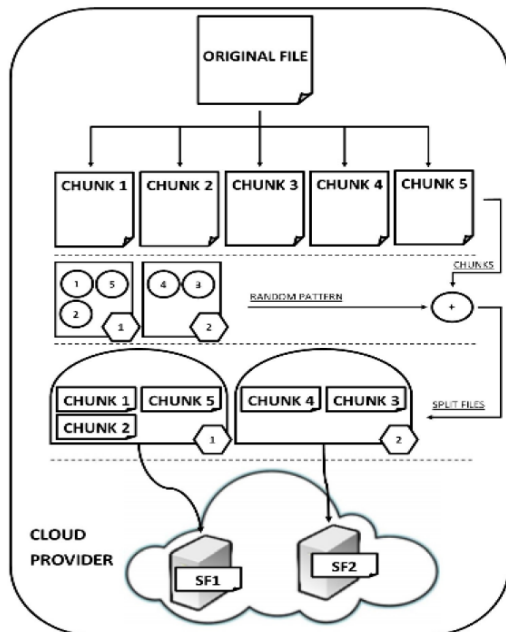 ORIGINAL FILE
CHUNK 1 CHUNK 2 CHUNK 3 CHUNK 4 CHUNK 5
CHUNKS
1 5 4 3
2
1 2
RANDOM PATTERN
+
CHUNK 1 CHUNK 5 CHUNK 4 CHUNK 3
CHUNK 2
SPLIT FILES
1 2
CLOUD
PROVIDER
SF1 SF2